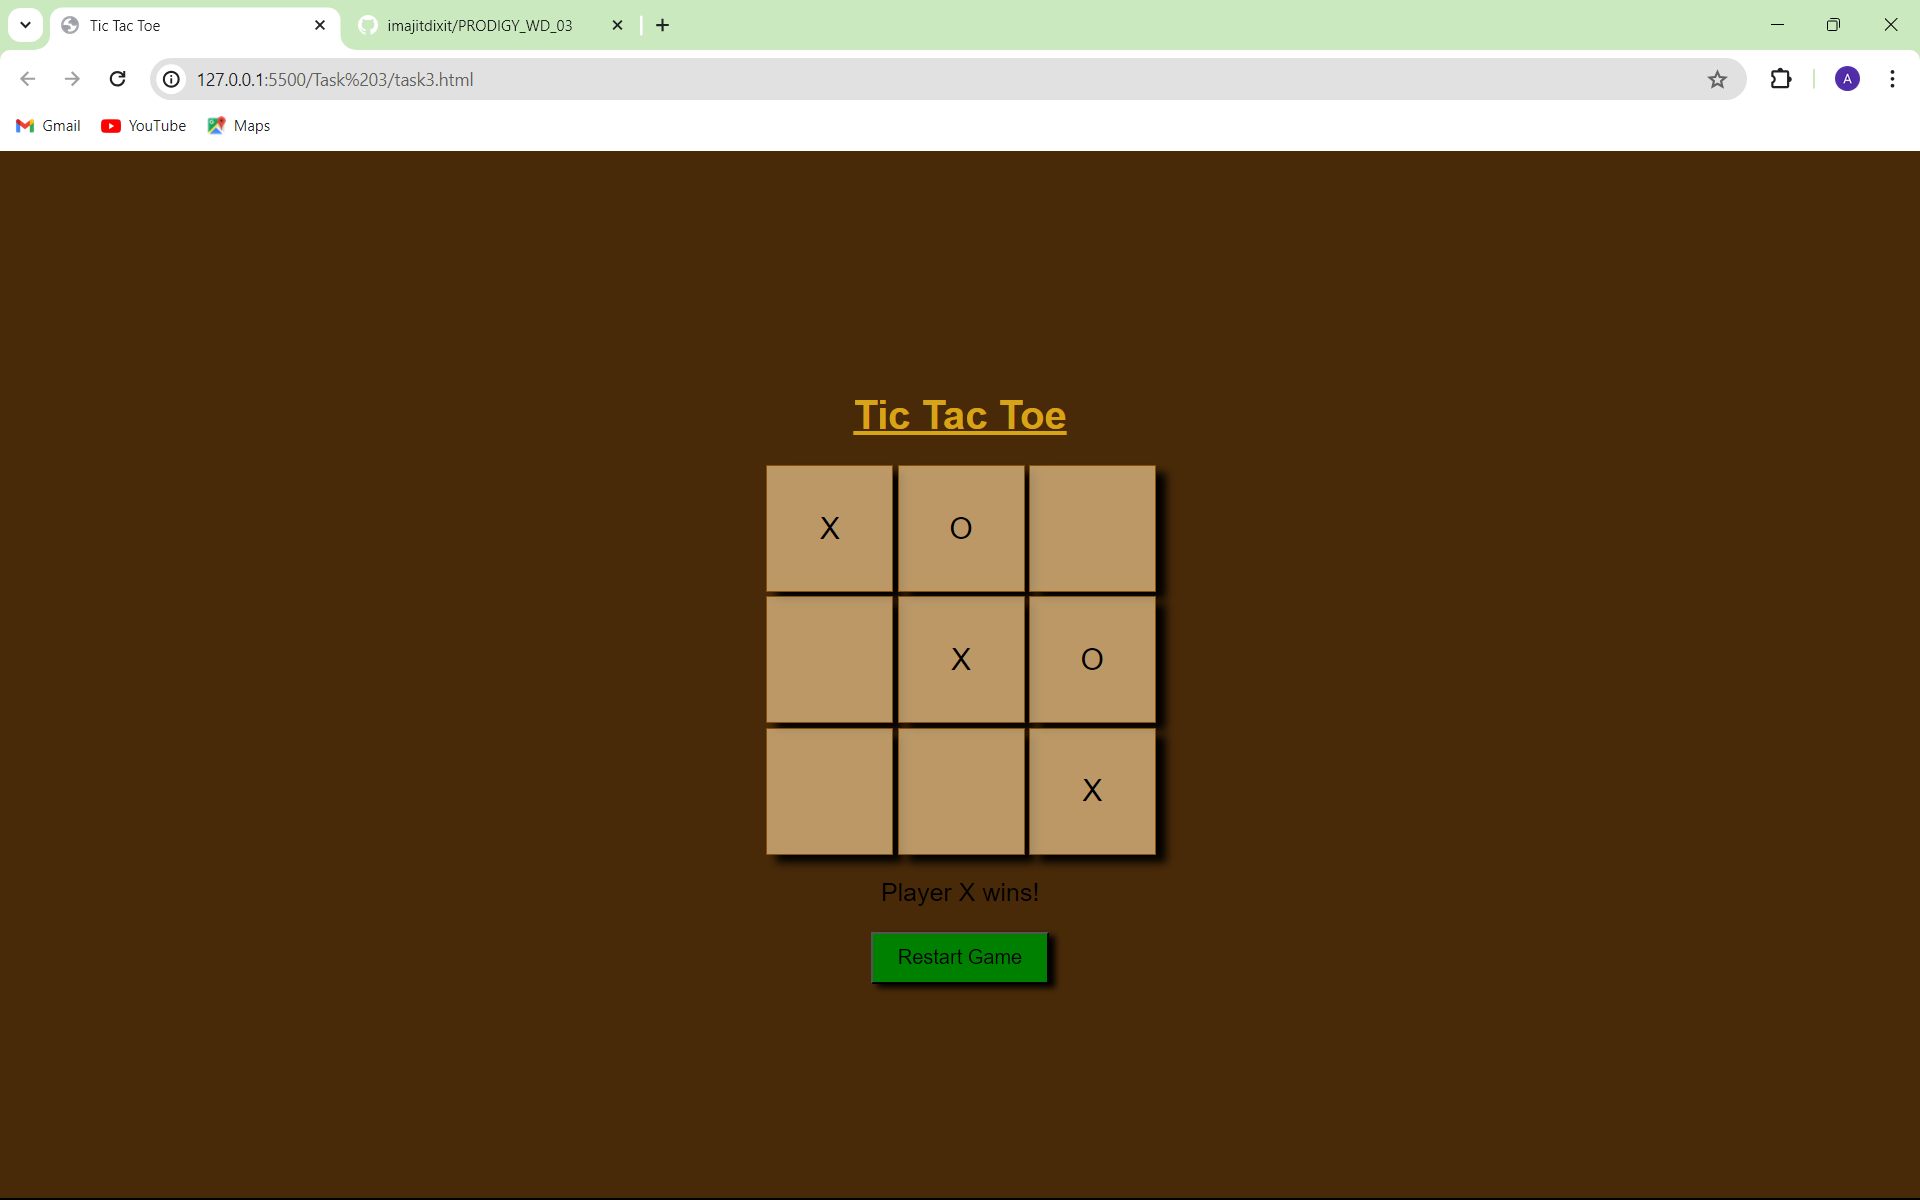 Tic Tac Toe
imajitdixit/PRODIGY_WD_03
127.0.0.1:5500/Task%203/task3.html
A
Gmail YouTube Maps
Tic Tac Toe
X O
X O
X
Player X wins!
Restart Game